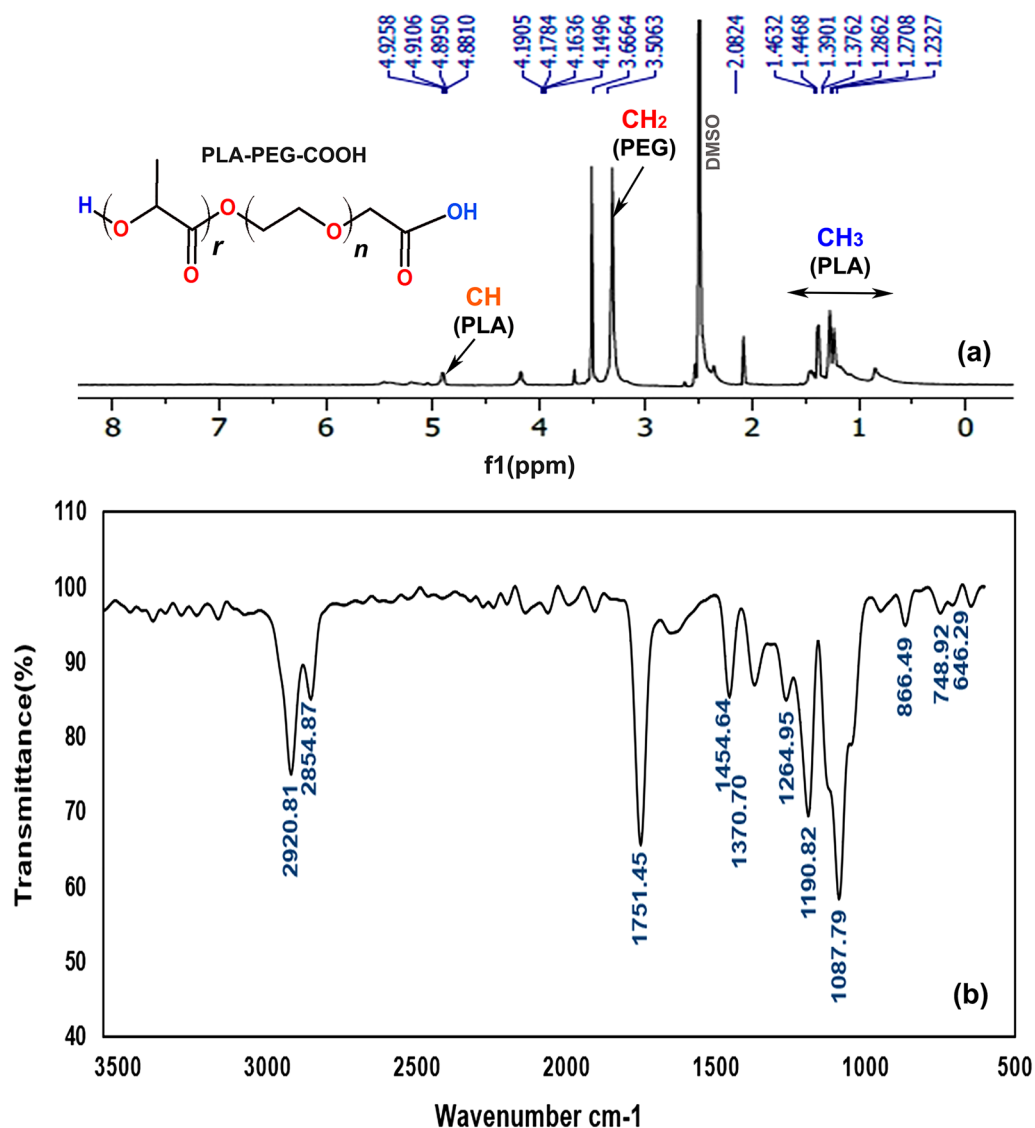 4.9258
4.9106
4.8950
4.8810
4.1905
4.1784
4.1636
4.1496
3.6664
3.5063
2.0824
1.4632
1.4468
1.3901
1.3762
1.2862
1.2708
1.2327
CH2
(PEG)
DMSO
PLA-PEG-COOH
H
O
O
r
O
O
n
O
OH
CH
(PLA)
CH3
(PLA)
(a)
8 7 6 5 4 3 2 1 0
f1(ppm)
110
100
90
80
70
60
50
40
Transmittance(%)
2920.81
2854.87
1751.45
1454.64
1370.70
1264.95
1190.82
1087.79
866.49
748.92
646.29
(b)
3500 3000 2500 2000 1500 1000 500
Wavenumber cm-1